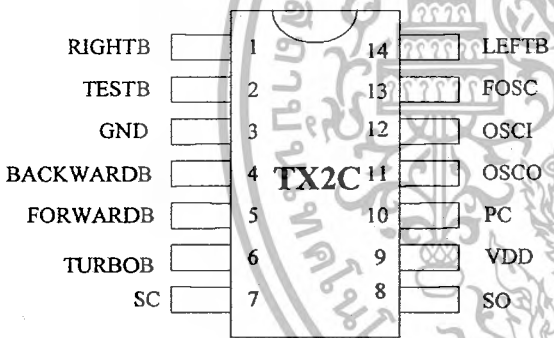 RIGHTB 1 14 LEFTB
TESTB 2 13 FOSC
GND 3 12 OSCI
BACKWARDB 4 TX2C 11 OSCO
FORWARDB 5 10 PC
TURBOB 6 9 VDD
SC 7 8 SO